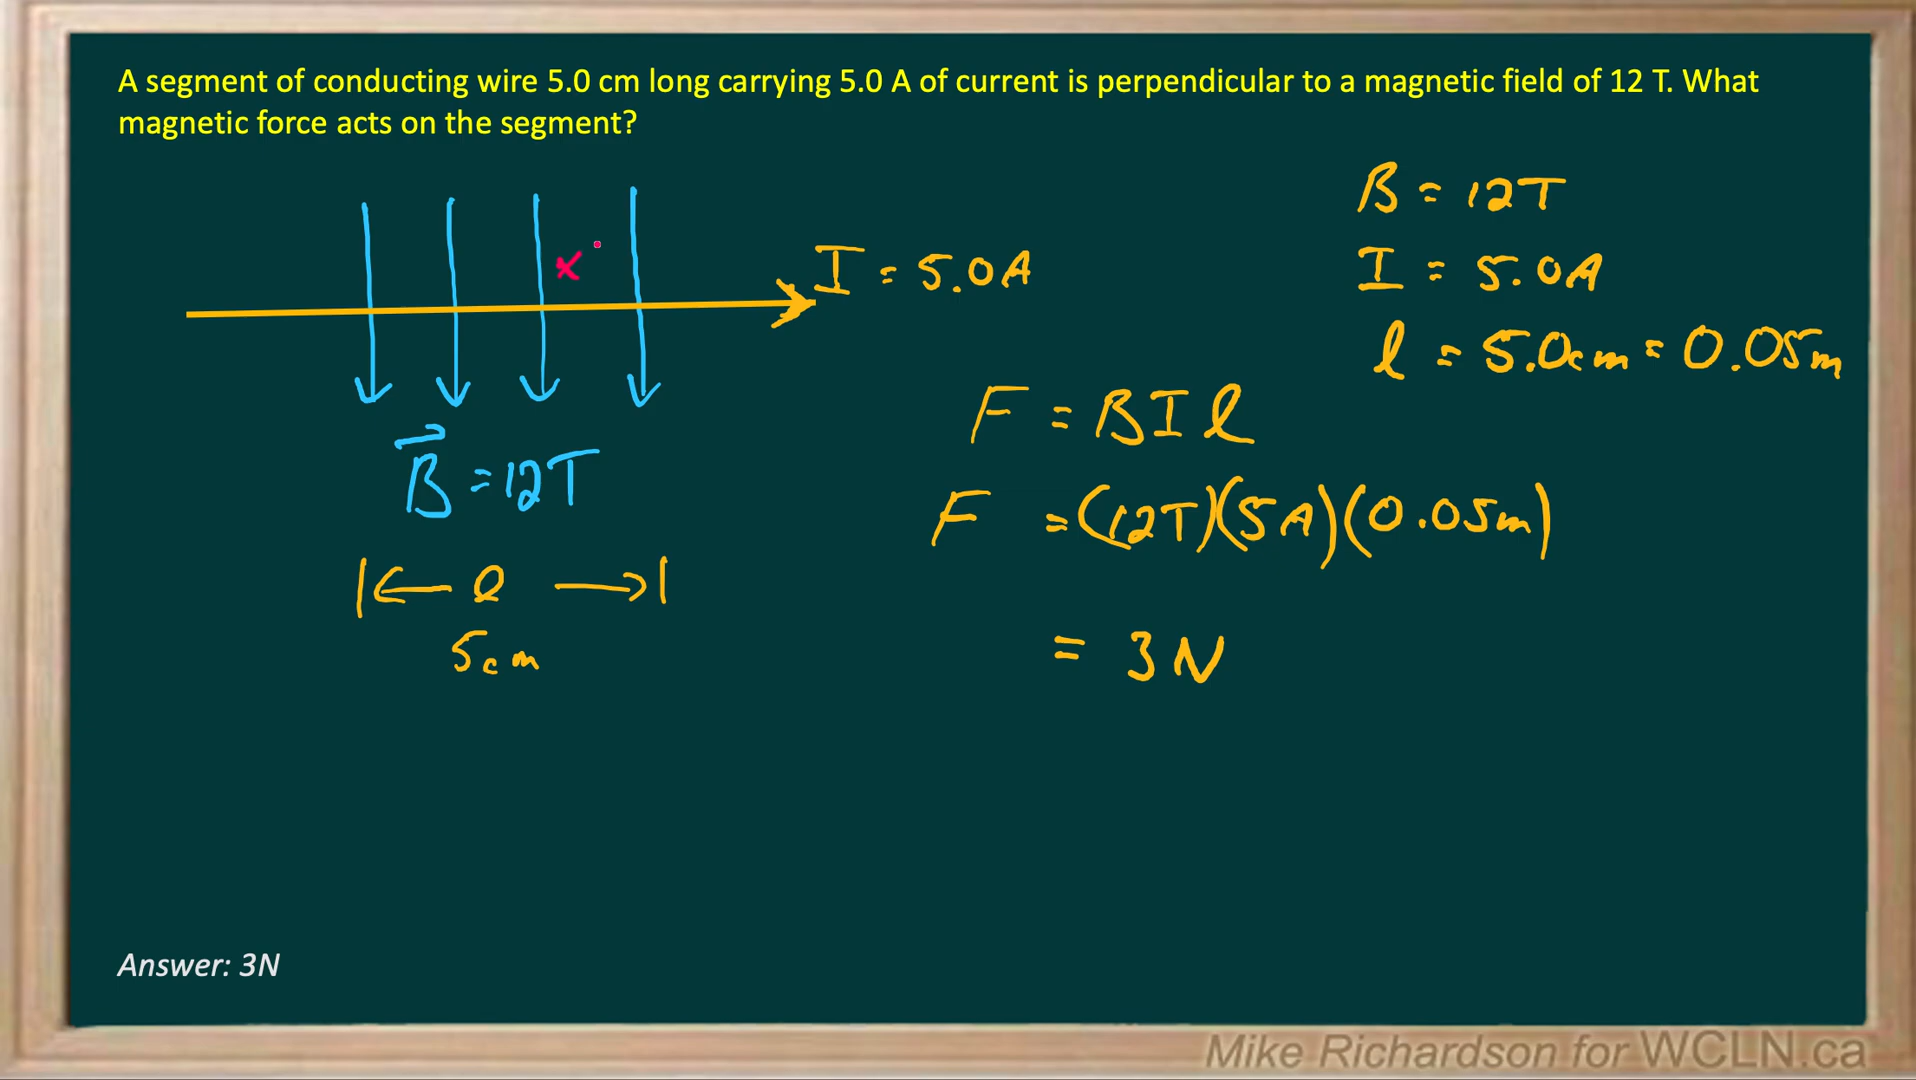 A segment of conducting wire 5.0 cm long carrying 5.0 A of current is perpendicular to a magnetic field of 12 T. What
magnetic force acts on the segment?
B = 12T
I = 5.0A
I = 5.0A
l = 5.0cm = 0.05m
F = BIl
B = 12T
F = (12T)(5A)(0.05m)
l
5cm
= 3N
x
Answer: 3N
Mike Richardson for WCLN.ca